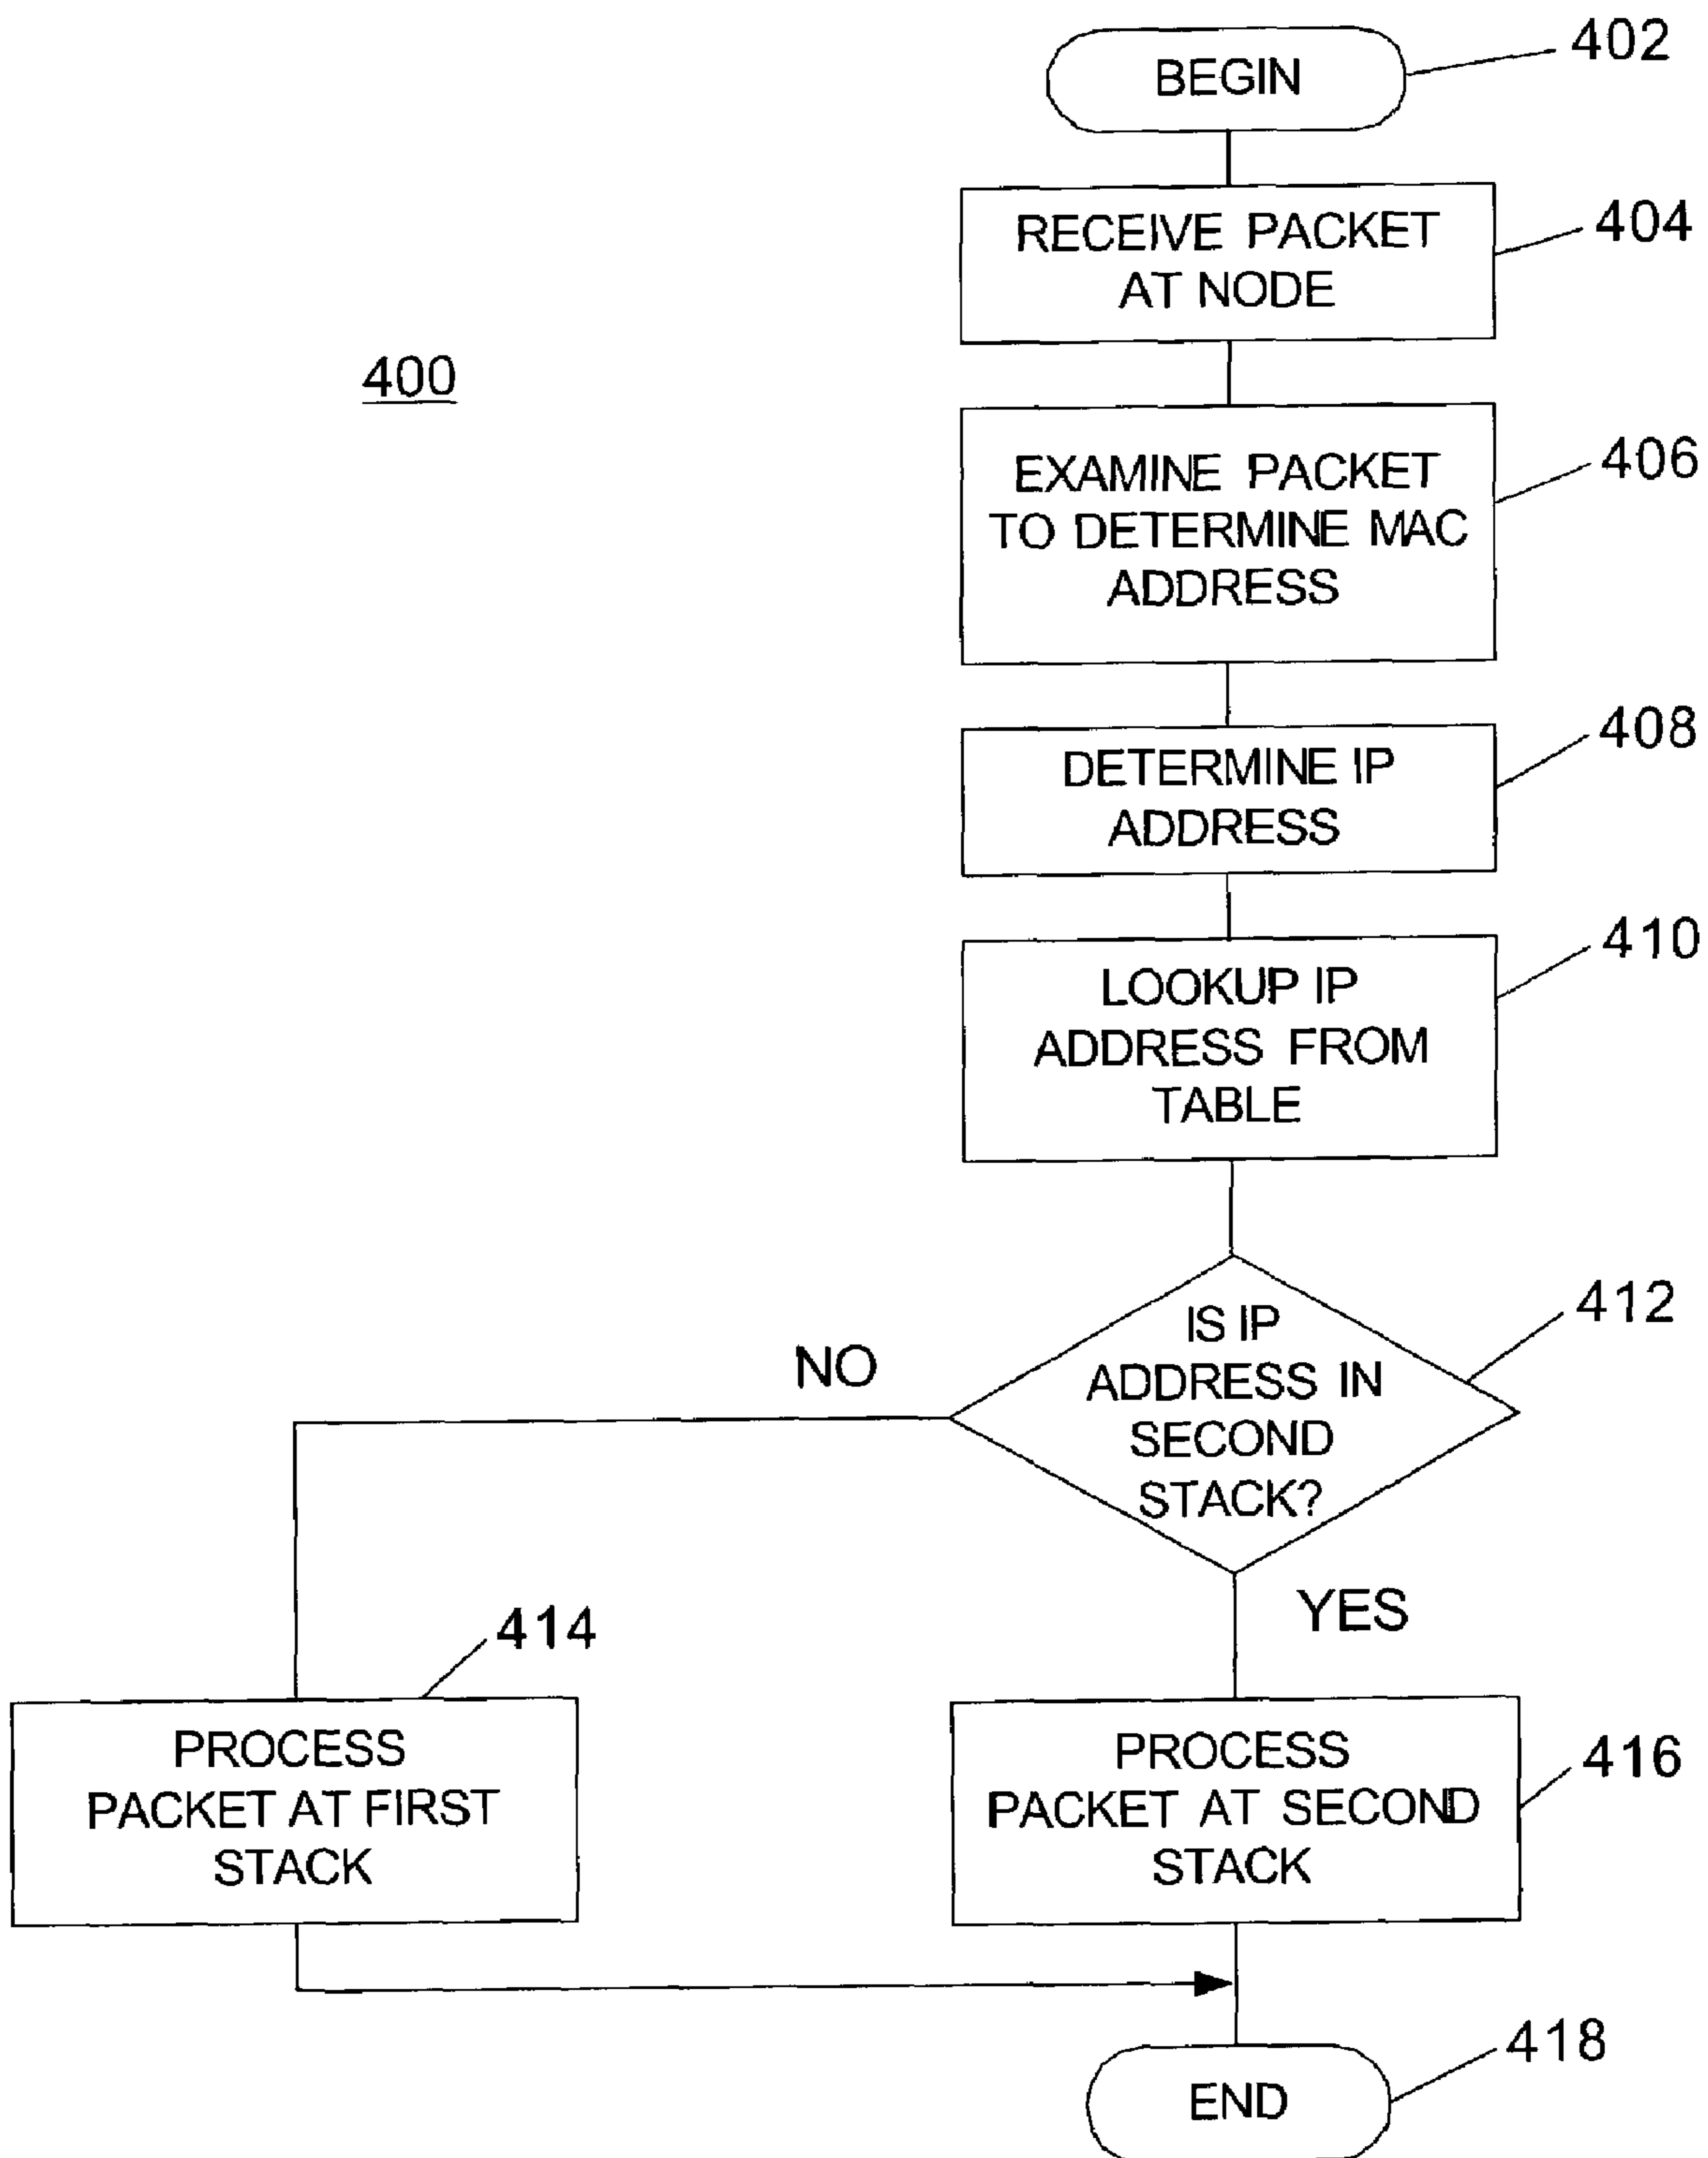 402
BEGIN
404
RECEIVE PACKET
AT NODE
400
406
EXAMINE PACKET
TO DETERMINE MAC
ADDRESS
408
DETERMINE IP
ADDRESS
410
LOOKUP IP
ADDRESS FROM
TABLE
412
IS IP
ADDRESS IN
SECOND
STACK?
NO
YES
414
PROCESS
PACKET AT FIRST
STACK
416
PROCESS
PACKET AT SECOND
STACK
418
END